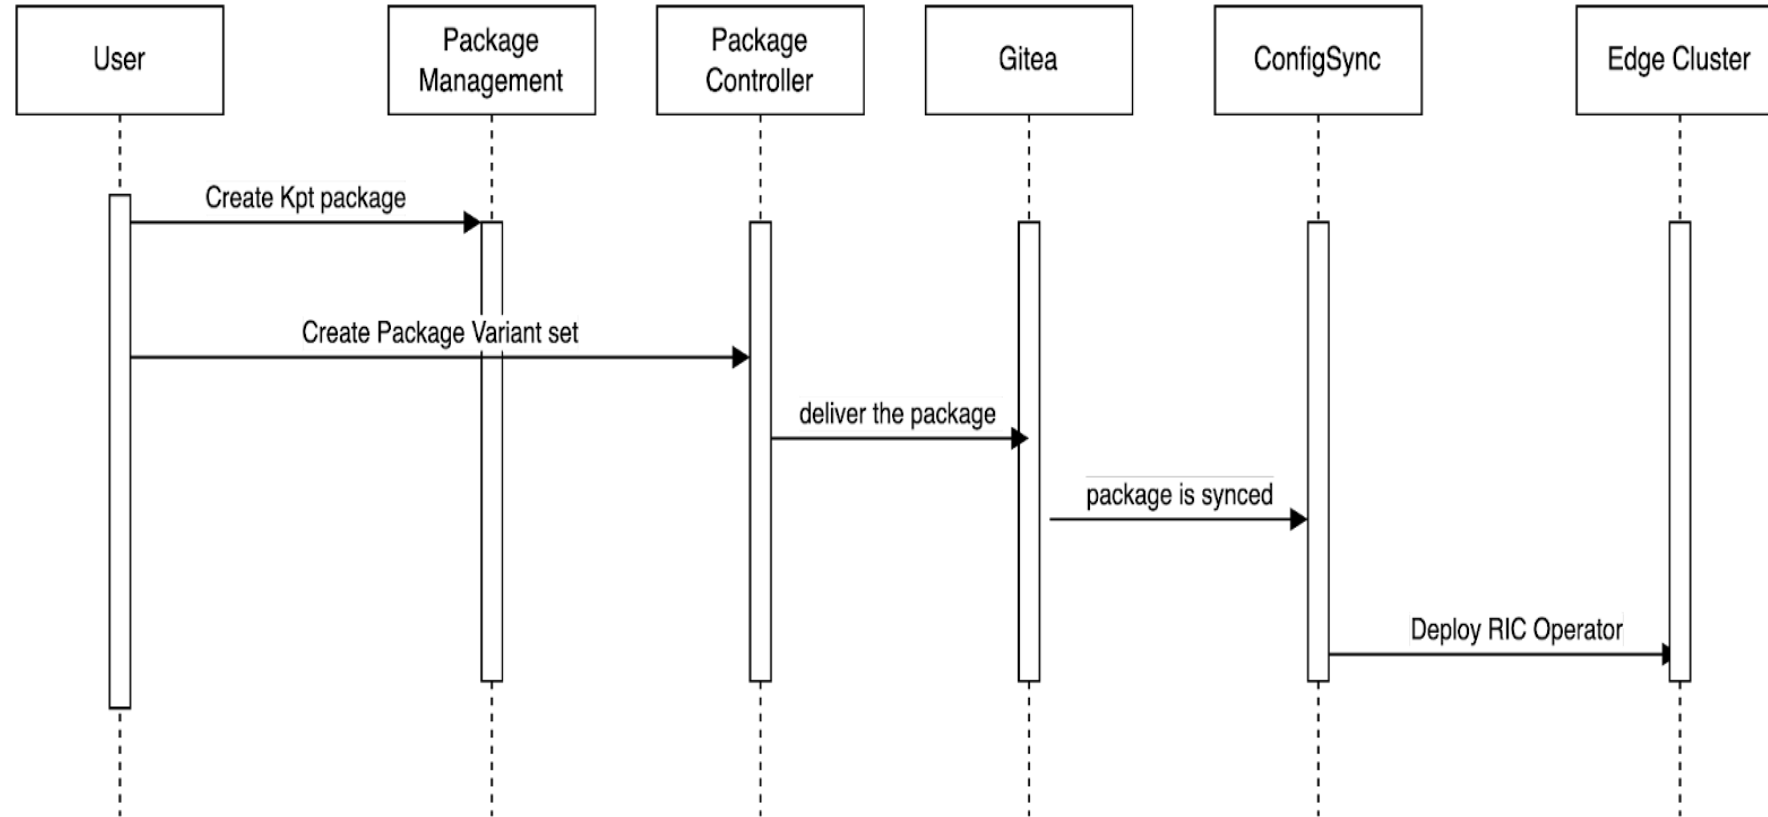 User
Package
Management
Package
Controller
Gitea
ConfigSync
Edge Cluster
Create Kpt package
Create Package Variant set
deliver the package
package is synced
Deploy RIC Operator